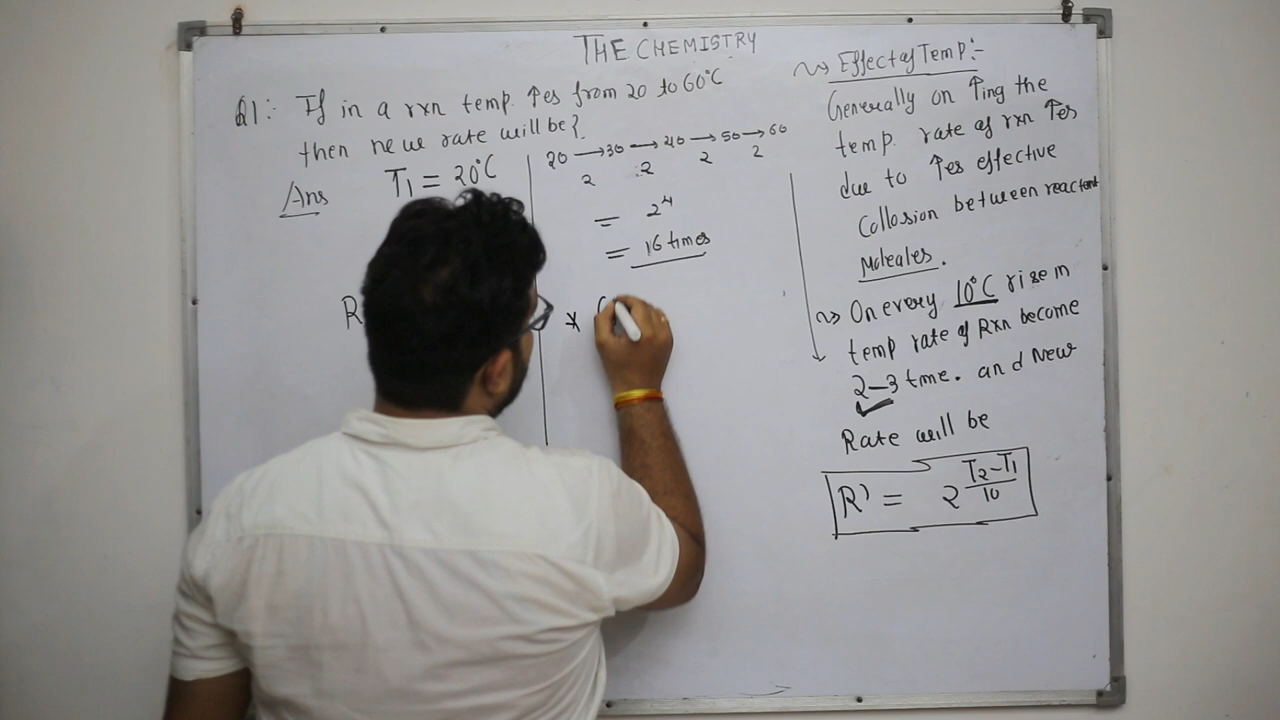 THE CHEMISTRY
Q1:- If in a rxn temp. ↑es from 20 to 60°C
then new rate will be?
Ans
T1 = 20°C
R
20 → 30 → 40 → 50 → 60
2 2 2 2
= 2^4
= 16 times
*
Effect of Temp:-
Generally on ↑ing the
temp. rate of rxn ↑es
due to ↑es effective
Collosion between reactant
Moleales.
On every 10°C rise in
temp rate of Rxn become
2-3 tme. and New
Rate will be
R' = 2^(T2-T1)/10